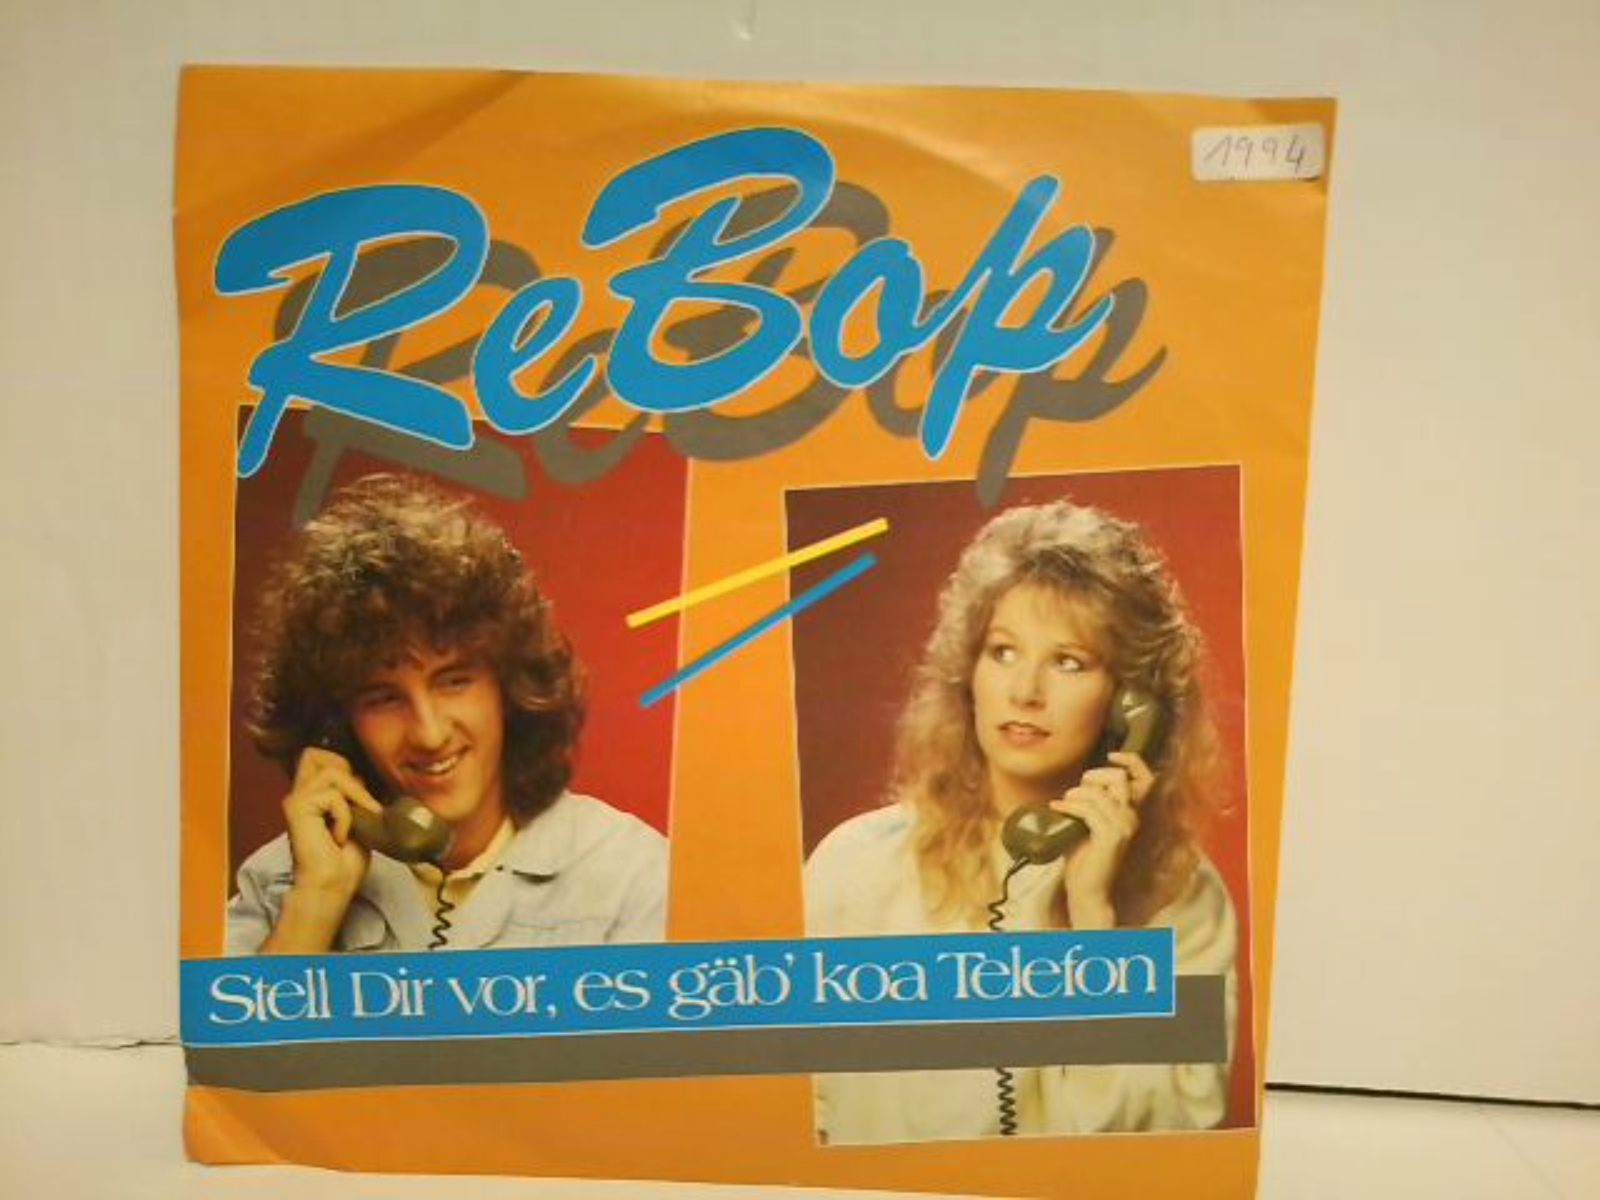 1994
ReBop
Stell Dir vor, es gäb' koa Telefon